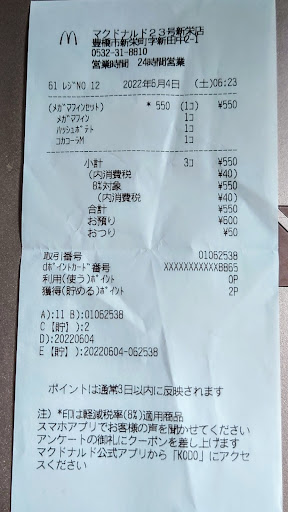 マクドナルド23号新栄店
豊橋市新栄町字新田中2-1
0532-31-8810
営業時間 24時間営業
61 レジNO 12 2022年6月4日 (土)06:23
(メガマフィンセット) * 550 (1コ) ¥550
メガマフィン 1コ
ハッシュポテト 1コ
コカコーラM 1コ
小計 3コ ¥550
(内消費税 ¥40)
8%対象 ¥550
(内消費税 ¥40)
合計 ¥550
お預り ¥600
おつり ¥50
取引番号 01062538
dポイントカード番号 XXXXXXXXXXX8865
利用(使う)ポイント 0P
獲得(貯める)ポイント 2P
A):11 B):01062538
C【貯】):2
D):20220604
E【貯】):20220604-062538
ポイントは通常3日以内に反映されます
注) *印は軽減税率(8%)適用商品
スマホアプリでお客様の声を聞かせてください
アンケートの御礼にクーポンを差し上げます
マクドナルド公式アプリから「KODO」にアクセ
スください